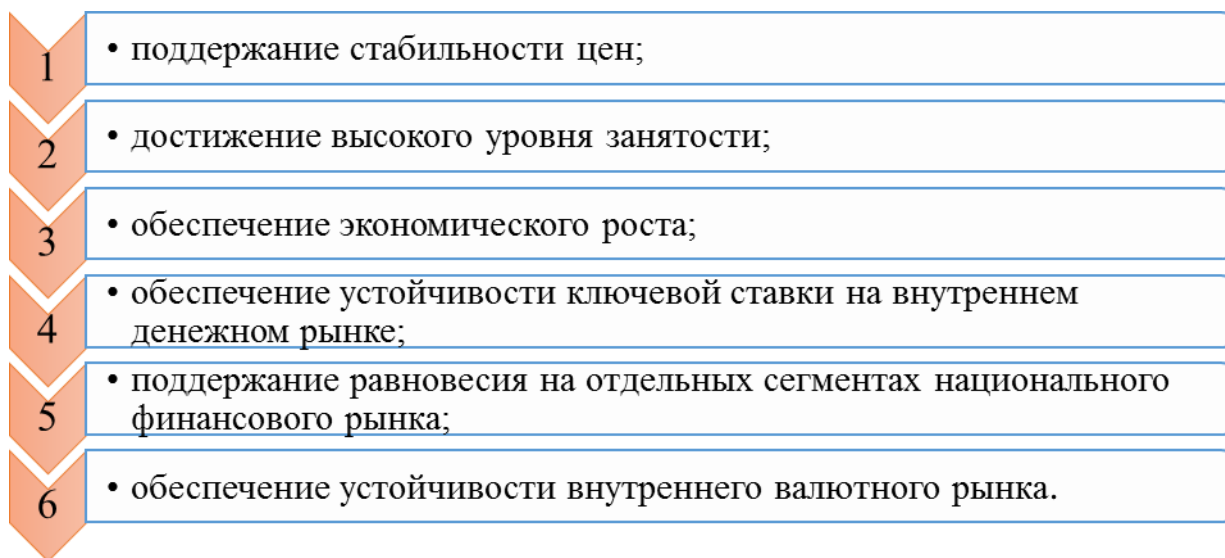 1
• поддержание стабильности цен;
2
• достижение высокого уровня занятости;
3
• обеспечение экономического роста;
4
• обеспечение устойчивости ключевой ставки на внутреннем
денежном рынке;
5
• поддержание равновесия на отдельных сегментах национального
финансового рынка;
6
• обеспечение устойчивости внутреннего валютного рынка.